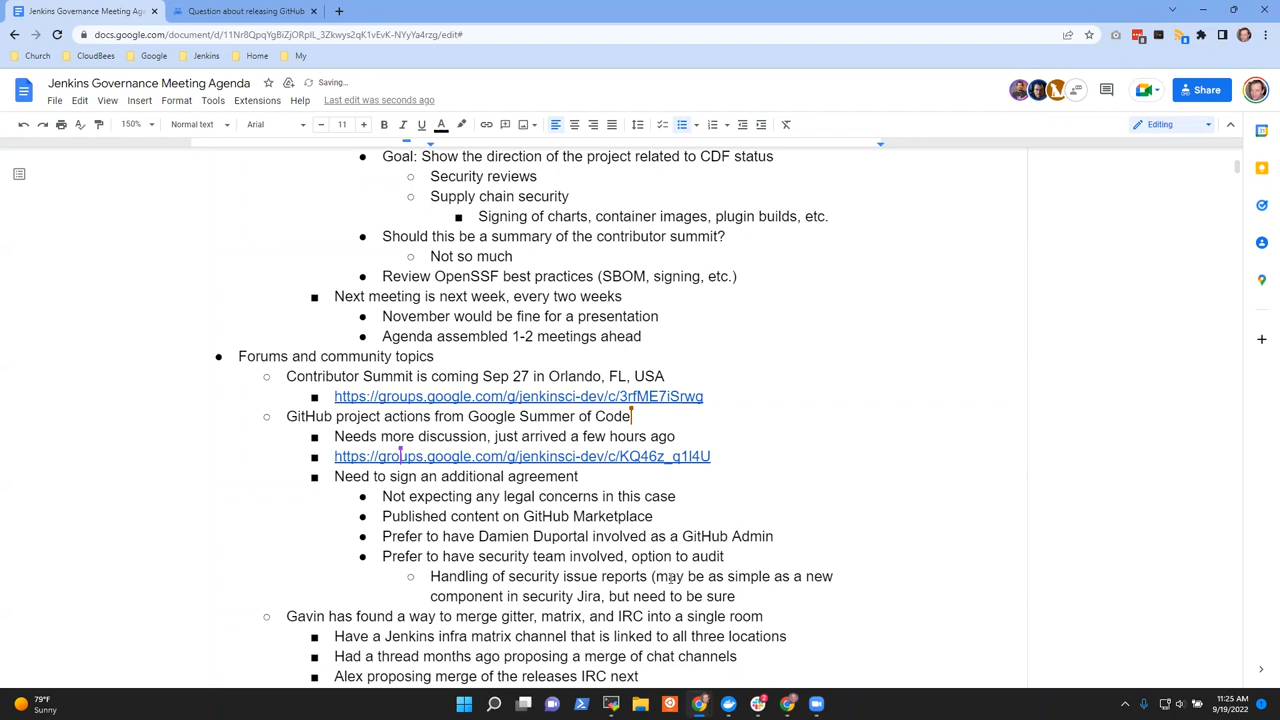 Jenkins Governance Meeting Age
Question about releasing GitHub
docs.google.com/document/d/11Nr8QpqYgBiZjORpIL_3Zkwys2qK1vEvK-NYyYa4rzg/edit#
Church
CloudBees
Google
Jenkins
Home
My
Jenkins Governance Meeting Agenda
Saving...
File Edit View Insert Format Tools Extensions Help Last edit was seconds ago
Share
150% Normal text Arial 11 Editing
Goal: Show the direction of the project related to CDF status
Security reviews
Supply chain security
Signing of charts, container images, plugin builds, etc.
Should this be a summary of the contributor summit?
Not so much
Review OpenSSF best practices (SBOM, signing, etc.)
Next meeting is next week, every two weeks
November would be fine for a presentation
Agenda assembled 1-2 meetings ahead
Forums and community topics
Contributor Summit is coming Sep 27 in Orlando, FL, USA
https://groups.google.com/g/jenkinsci-dev/c/3rfME7iSrwg
GitHub project actions from Google Summer of Code
Needs more discussion, just arrived a few hours ago
https://groups.google.com/g/jenkinsci-dev/c/KQ46z_q1I4U
Need to sign an additional agreement
Not expecting any legal concerns in this case
Published content on GitHub Marketplace
Prefer to have Damien Duportal involved as a GitHub Admin
Prefer to have security team involved, option to audit
Handling of security issue reports (may be as simple as a new
component in security Jira, but need to be sure
Gavin has found a way to merge gitter, matrix, and IRC into a single room
Have a Jenkins infra matrix channel that is linked to all three locations
Had a thread months ago proposing a merge of chat channels
Alex proposing merge of the releases IRC next
79°F
Sunny
11:25 AM
9/19/2022